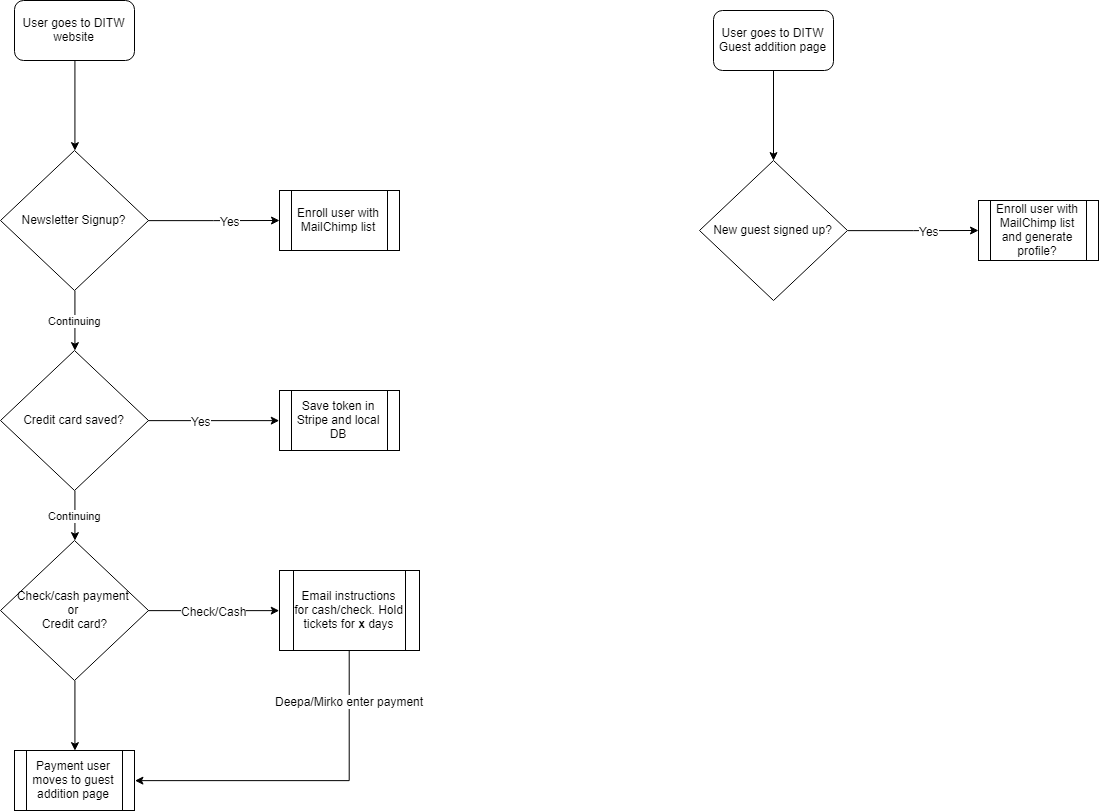 User goes to DITW
website
Newsletter Signup?
Yes
Enroll user with
MailChimp list
Continuing
Credit card saved?
Yes
Save token in
Stripe and local
DB
Continuing
Check/cash payment
or
Credit card?
Check/Cash
Email instructions
for cash/check. Hold
tickets for x days
Deepa/Mirko enter payment
Payment user
moves to guest
addition page
User goes to DITW
Guest addition page
New guest signed up?
Yes
Enroll user with
MailChimp list
and generate
profile?